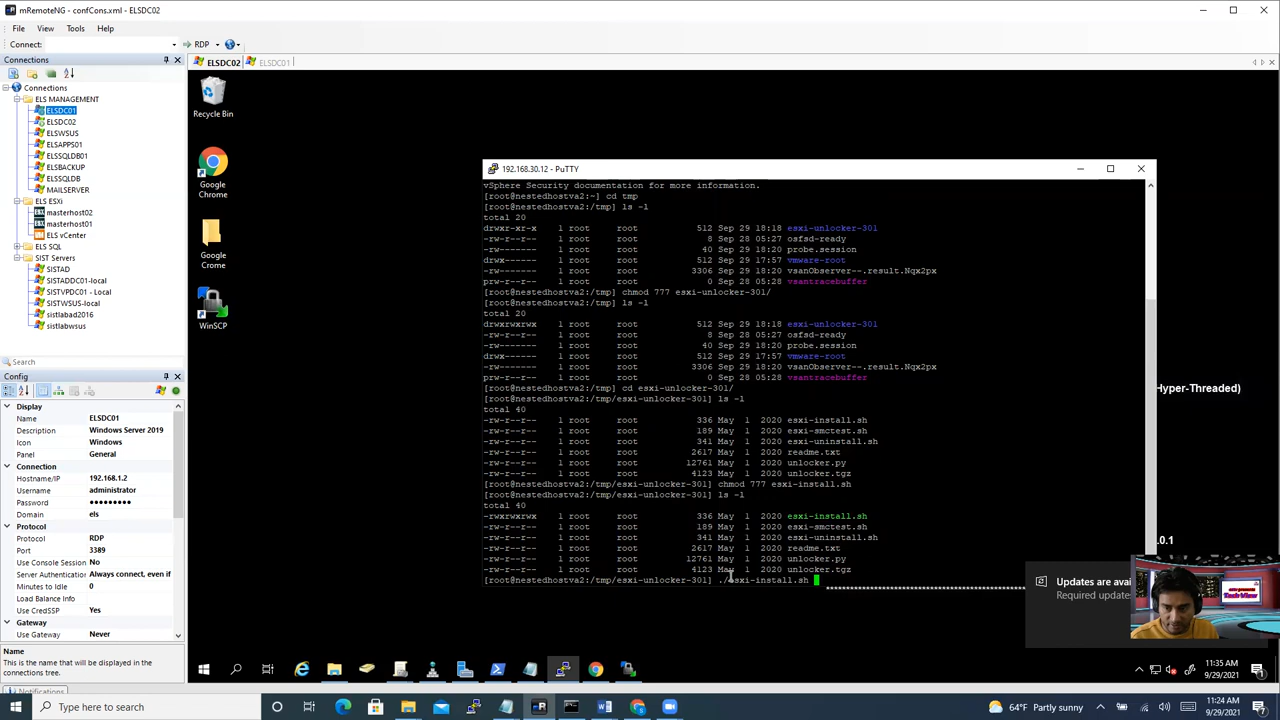 mRemoteNG - confCons.xml - ELSDC02
File View Tools Help
Connect: RDP
Connections
ELSDC02 ELSDC01
Connections
ELS MANAGEMENT
ELSDC01
ELSDC02
ELSWSUS
ELSAPPS01
ELSSQLDB01
ELSBACKUP
ELSSQLDB
MAILSERVER
ELS ESXi
masterhost02
masterhost01
ELS vCenter
ELS SQL
SIST Servers
SISTAD
SISTADDC01-local
SISTVPDC01 - Local
SISTWSUS-local
sistlabad2016
sistlabwsus
Search
Config
Display
Name ELSDC01
Description Windows Server 2019
Icon Windows
Panel General
Connection
Hostname/IP 192.168.1.2
Username administrator
Password •••••••••
Domain els
Protocol
Protocol RDP
Port 3389
Use Console Session No
Server Authentication Always connect, even if
Minutes to Idle 0
Load Balance Info
Use CredSSP Yes
Gateway
Use Gateway Never
Name
This is the name that will be displayed in the
connections tree.
Notifications
Recycle Bin
Google
Chrome
Google
Crome
WinSCP
192.168.30.12 - PuTTY
vSphere Security documentation for more information.
[root@nestedhostva2:~] cd tmp
[root@nestedhostva2:/tmp] ls -l
total 20
drwxr-xr-x 1 root root 512 Sep 29 18:18 esxi-unlocker-301
-rw-r--r-- 1 root root 8 Sep 28 05:27 osfsd-ready
-rw------- 1 root root 40 Sep 29 18:20 probe.session
drwx------ 1 root root 512 Sep 29 17:57 vmware-root
-rw-r--r-- 1 root root 3306 Sep 29 18:20 vsanObserver--.result.Nqx2px
prw-r--r-- 1 root root 0 Sep 28 05:28 vsantracebuffer
[root@nestedhostva2:/tmp] chmod 777 esxi-unlocker-301/
[root@nestedhostva2:/tmp] ls -l
total 20
drwxrwxrwx 1 root root 512 Sep 29 18:18 esxi-unlocker-301
-rw-r--r-- 1 root root 8 Sep 28 05:27 osfsd-ready
-rw------- 1 root root 40 Sep 29 18:20 probe.session
drwx------ 1 root root 512 Sep 29 17:57 vmware-root
-rw-r--r-- 1 root root 3306 Sep 29 18:20 vsanObserver--.result.Nqx2px
prw-r--r-- 1 root root 0 Sep 28 05:28 vsantracebuffer
[root@nestedhostva2:/tmp] cd esxi-unlocker-301/
[root@nestedhostva2:/tmp/esxi-unlocker-301] ls -l
total 40
-rw-r--r-- 1 root root 336 May 1 2020 esxi-install.sh
-rw-r--r-- 1 root root 189 May 1 2020 esxi-smctest.sh
-rw-r--r-- 1 root root 341 May 1 2020 esxi-uninstall.sh
-rw-r--r-- 1 root root 2617 May 1 2020 readme.txt
-rw-r--r-- 1 root root 12761 May 1 2020 unlocker.py
-rw-r--r-- 1 root root 4123 May 1 2020 unlocker.tgz
[root@nestedhostva2:/tmp/esxi-unlocker-301] chmod 777 esxi-install.sh
[root@nestedhostva2:/tmp/esxi-unlocker-301] ls -l
total 40
-rwxrwxrwx 1 root root 336 May 1 2020 esxi-install.sh
-rw-r--r-- 1 root root 189 May 1 2020 esxi-smctest.sh
-rw-r--r-- 1 root root 341 May 1 2020 esxi-uninstall.sh
-rw-r--r-- 1 root root 2617 May 1 2020 readme.txt
-rw-r--r-- 1 root root 12761 May 1 2020 unlocker.py
-rw-r--r-- 1 root root 4123 May 1 2020 unlocker.tgz
[root@nestedhostva2:/tmp/esxi-unlocker-301] ./esxi-install.sh
Hyper-Threaded)
.0.1
Updates are avai
Required update
11:35 AM
9/29/2021
Type here to search
64°F Partly sunny
11:24 AM
9/29/2021